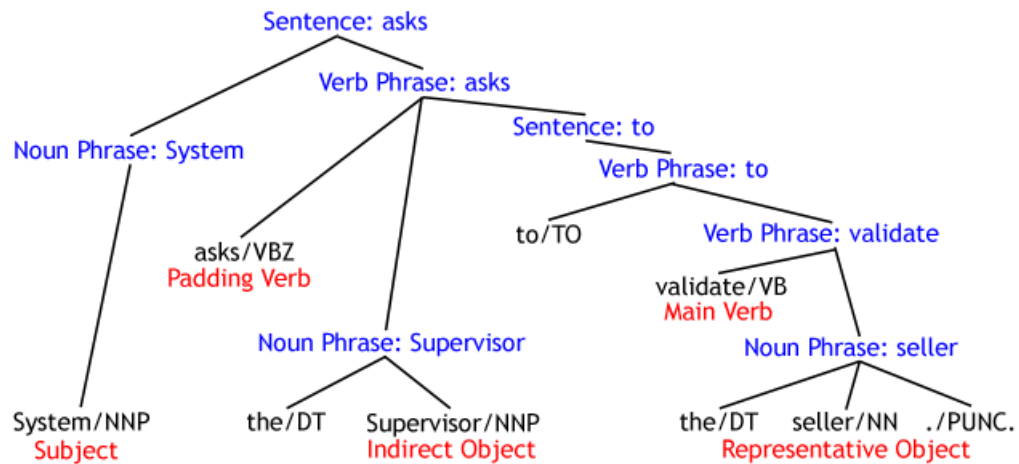 Sentence: asks
Verb Phrase: asks
Sentence: to
Noun Phrase: System
Verb Phrase: to
to/TO
Verb Phrase: validate
asks/VBZ
Padding Verb
validate/VB
Main Verb
Noun Phrase: Supervisor
Noun Phrase: seller
System/NNP
Subject
the/DT
Supervisor/NNP
Indirect Object
the/DT
seller/NN
./PUNC.
Representative Object